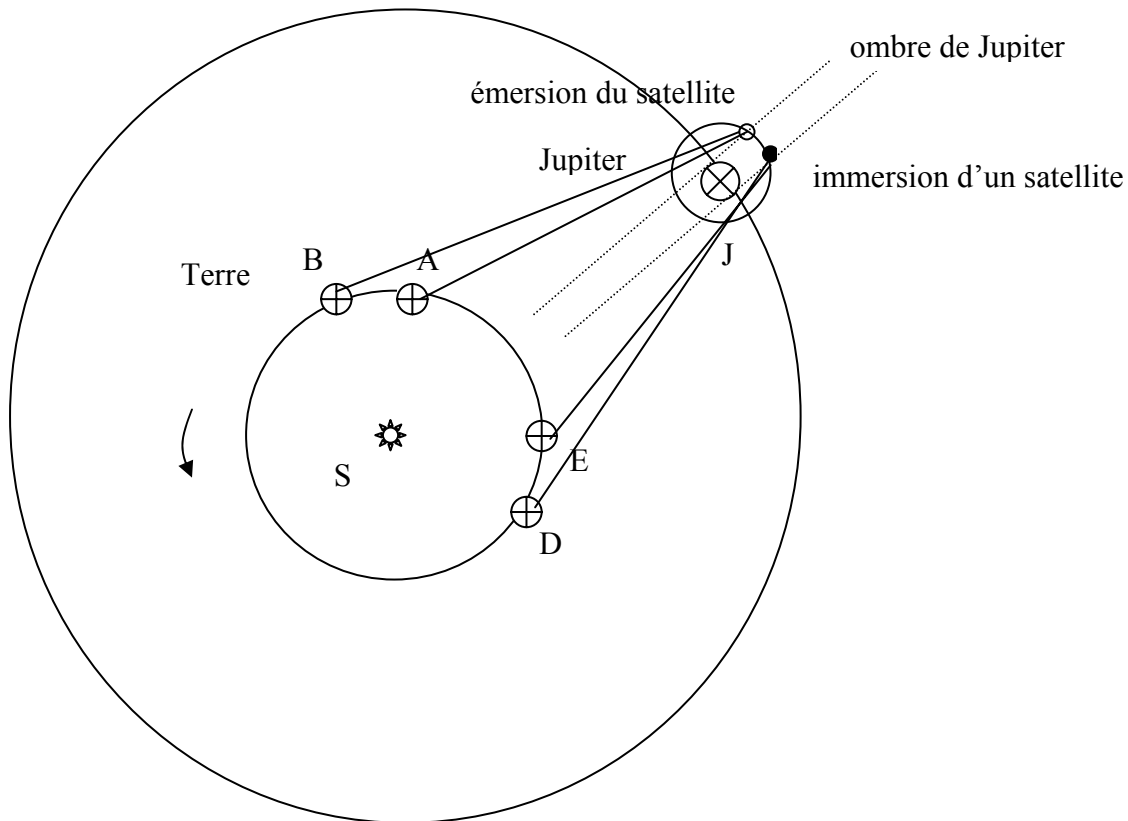 ombre de Jupiter
émersion du satellite
Jupiter
immersion d’un satellite
J
B
A
Terre
E
S
D